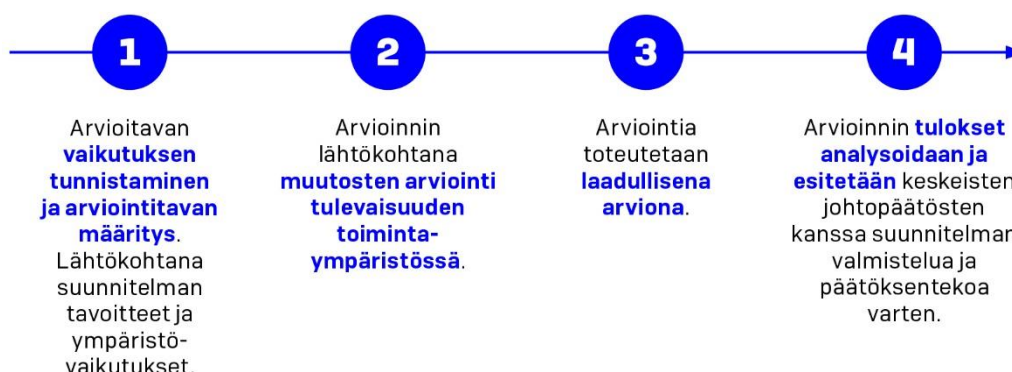 1
Arvioitavan
vaikutuksen
tunnistaminen
ja arviointitavan
määritys.
Lähtökohtana
suunnitelman
tavoitteet ja
ympäristö-
vaikutukset.
2
Arvioinnin
lähtökohtana
muutosten arviointi
tulevaisuuden
toiminta-
ympäristössä.
3
Arviointia
toteutetaan
laadullisena
arviona.
4
Arvioinnin tulokset
analysoidaan ja
esitetään keskeisten
johtopäätösten
kanssa suunnitelman
valmistelua ja
päätöksentekoa
varten.